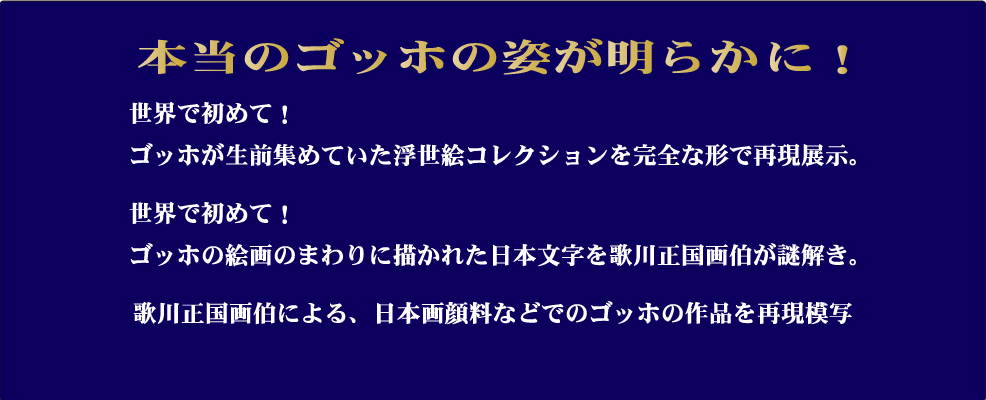 本当のゴッホの姿が明らかに！
世界で初めて！
ゴッホが生前集めていた浮世絵コレクションを完全な形で再現展示。
世界で初めて！
ゴッホの絵画のまわりに描かれた日本文字を歌川正国画伯が謎解き。
歌川正国画伯による、日本画顔料などでのゴッホの作品を再現模写